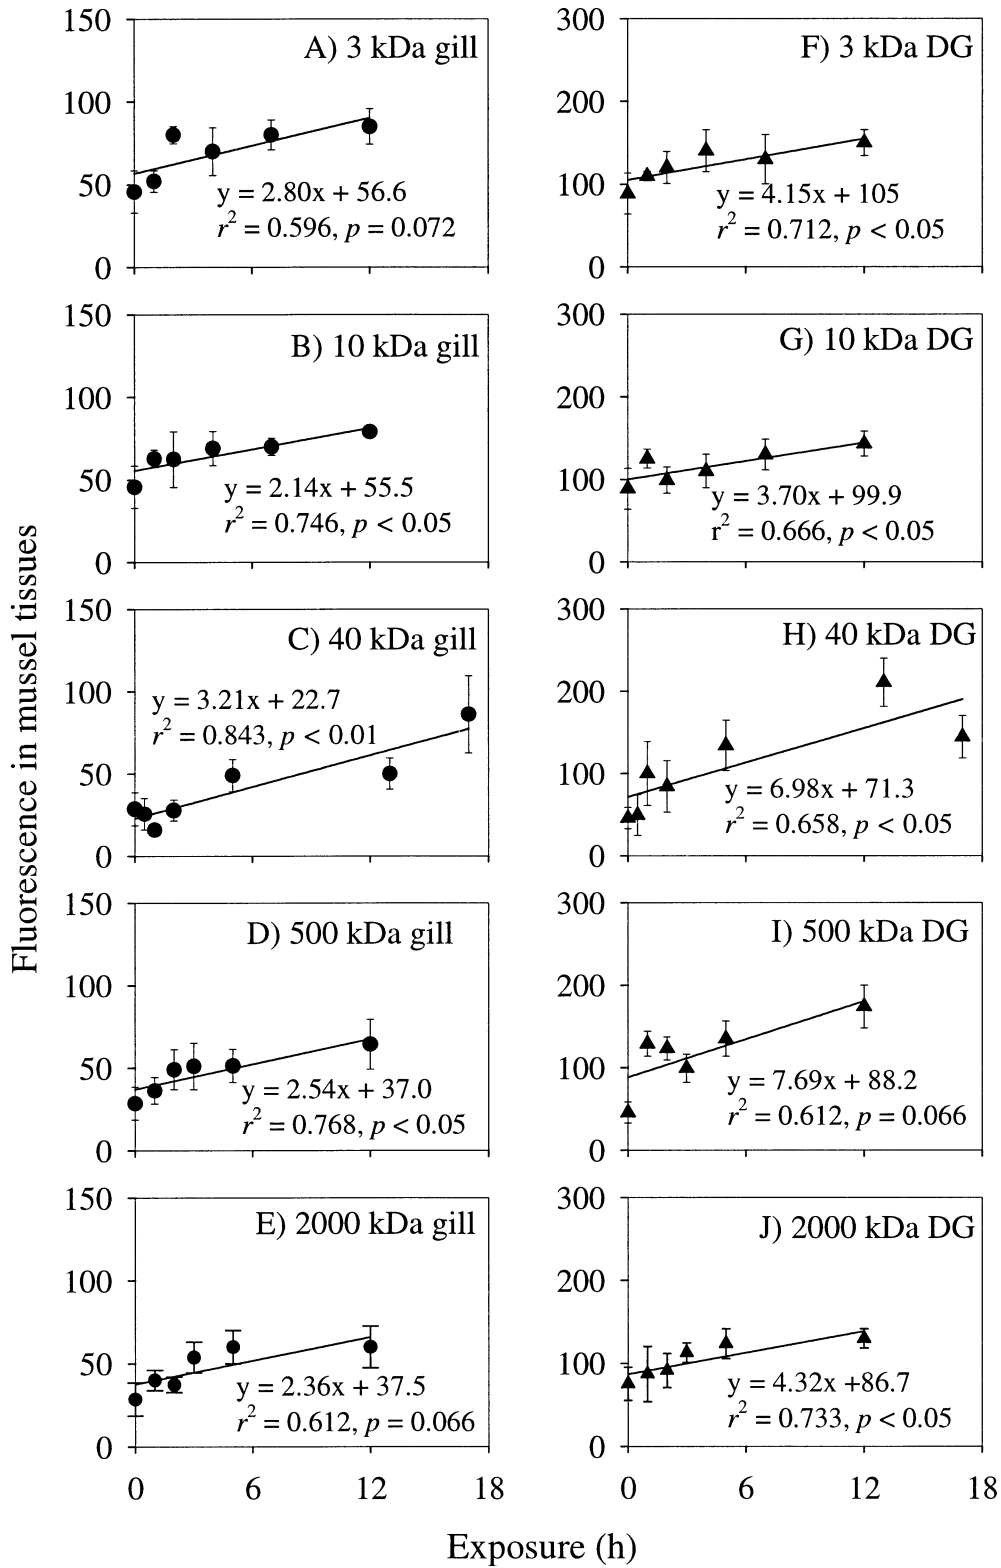 Fluorescence in mussel tissues
A) 3 kDa gill
150
100
50
0
y = 2.80x + 56.6
r² = 0.596, p = 0.072
F) 3 kDa DG
300
200
100
0
y = 4.15x + 105
r² = 0.712, p < 0.05
B) 10 kDa gill
150
100
50
0
y = 2.14x + 55.5
r² = 0.746, p < 0.05
G) 10 kDa DG
300
200
100
0
y = 3.70x + 99.9
r² = 0.666, p < 0.05
C) 40 kDa gill
150
100
50
0
y = 3.21x + 22.7
r² = 0.843, p < 0.01
H) 40 kDa DG
300
200
100
0
y = 6.98x + 71.3
r² = 0.658, p < 0.05
D) 500 kDa gill
150
100
50
0
y = 2.54x + 37.0
r² = 0.768, p < 0.05
I) 500 kDa DG
300
200
100
0
y = 7.69x + 88.2
r² = 0.612, p = 0.066
E) 2000 kDa gill
150
100
50
0
y = 2.36x + 37.5
r² = 0.612, p = 0.066
J) 2000 kDa DG
300
200
100
0
y = 4.32x +86.7
r² = 0.733, p < 0.05
0 6 12 18
0 6 12 18
Exposure (h)